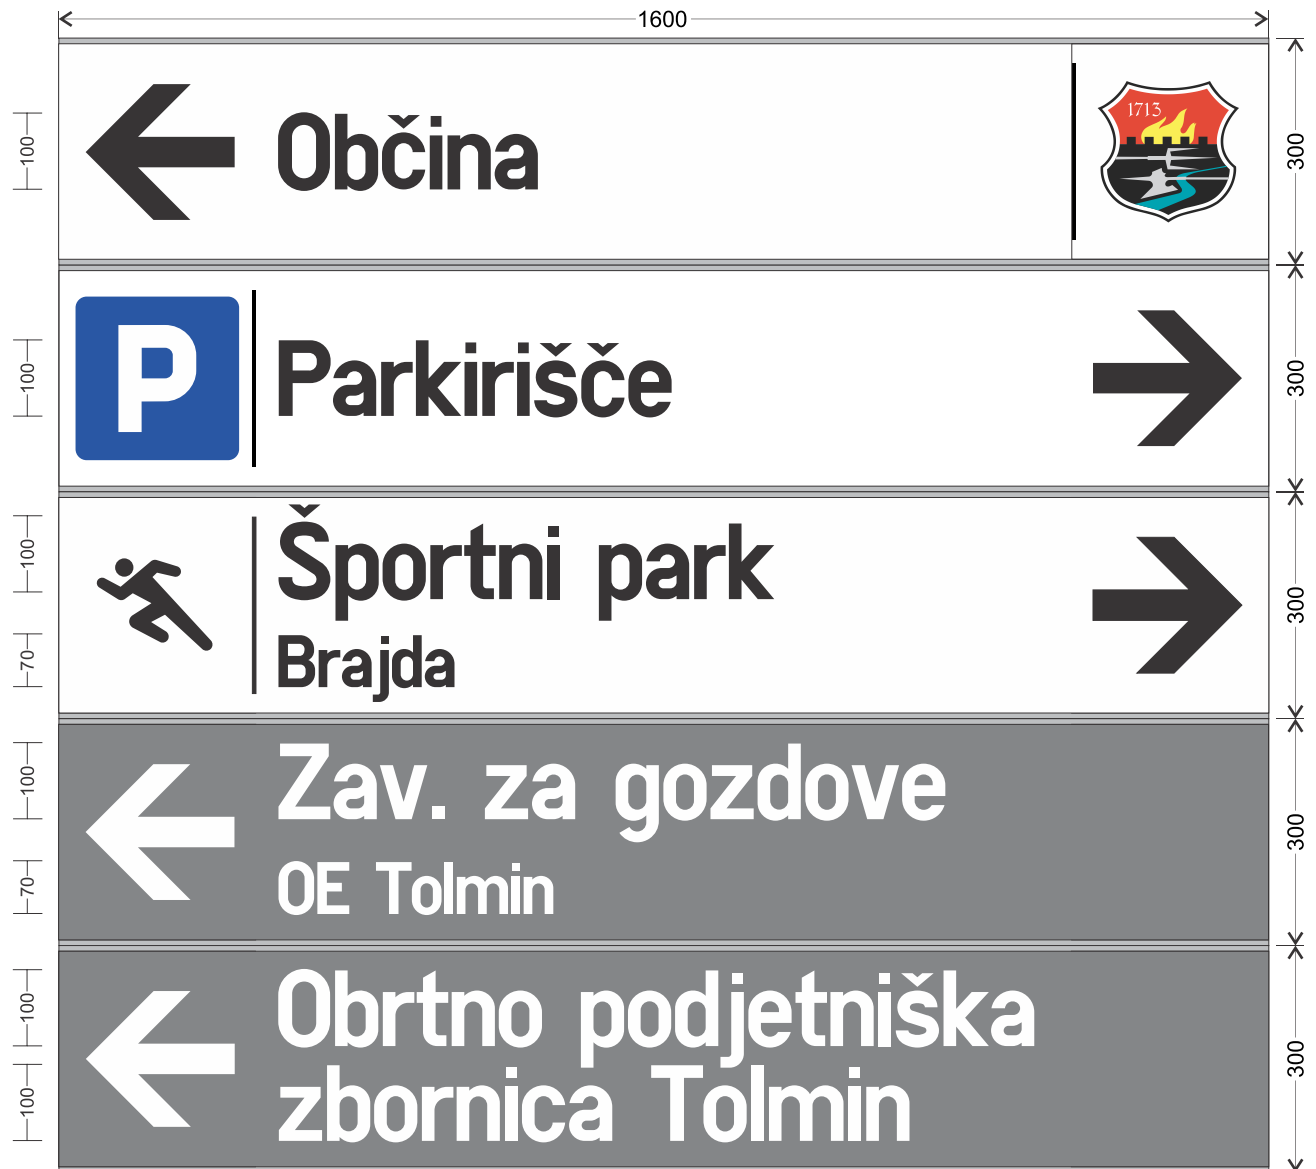 1600
Občina
1713
100
300
P
Parkirišče
100
300
Športni park
Brajda
100
70
300
Zav. za gozdove
OE Tolmin
100
70
300
Obrtno podjetniška
zbornica Tolmin
100
100
300